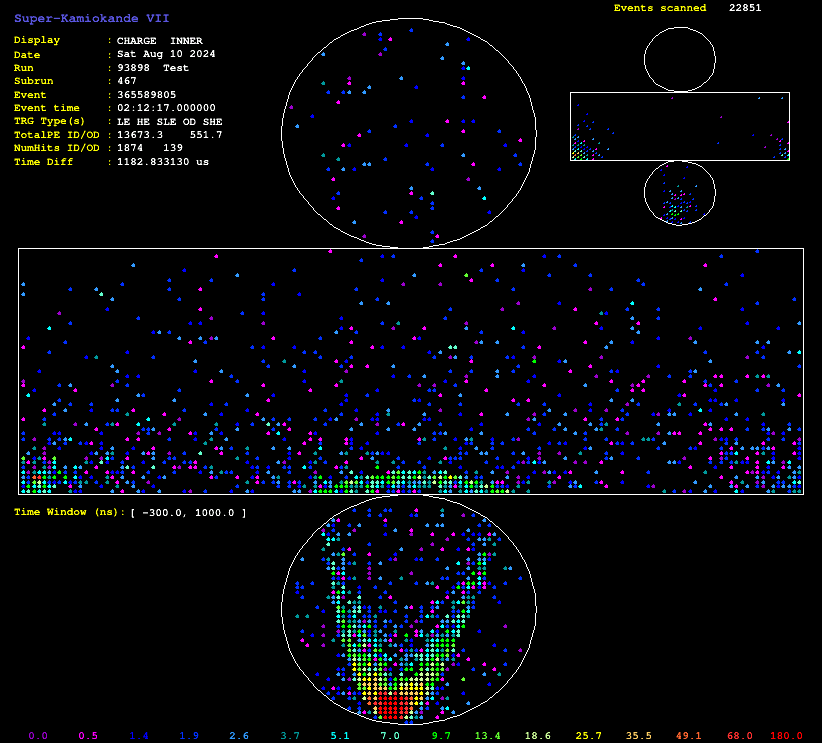 Super-Kamiokande VII
Events scanned 22851
Display : CHARGE INNER
Date : Sat Aug 10 2024
Run : 93898 Test
Subrun : 467
Event : 365589805
Event time : 02:12:17.000000
TRG Type(s) : LE HE SLE OD SHE
TotalPE ID/OD : 13673.3 551.7
NumHits ID/OD : 1874 139
Time Diff : 1182.833130 us
Time Window (ns): [ -300.0, 1000.0 ]
0.0 0.5 1.4 1.9 2.6 3.7 5.1 7.0 9.7 13.4 18.6 25.7 35.5 49.1 68.0 180.0